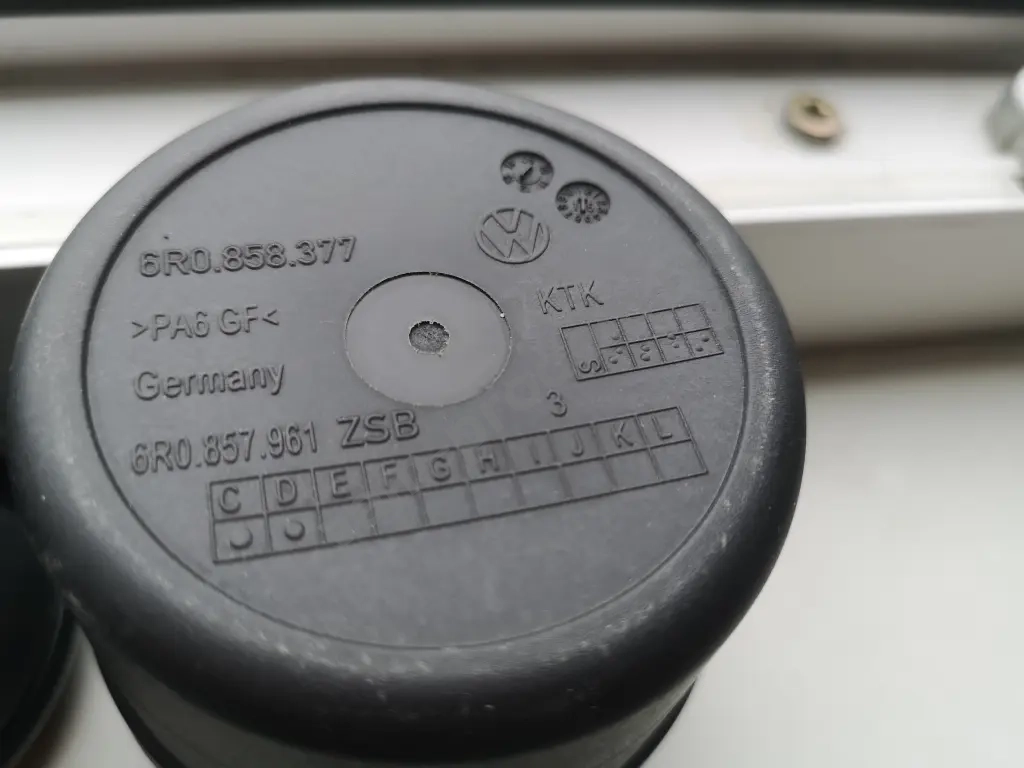 6R0.858.377
>PA6 GF<
Germany
6R0.857.961 ZSB
KTK
S
3
C D E F G H I J K L